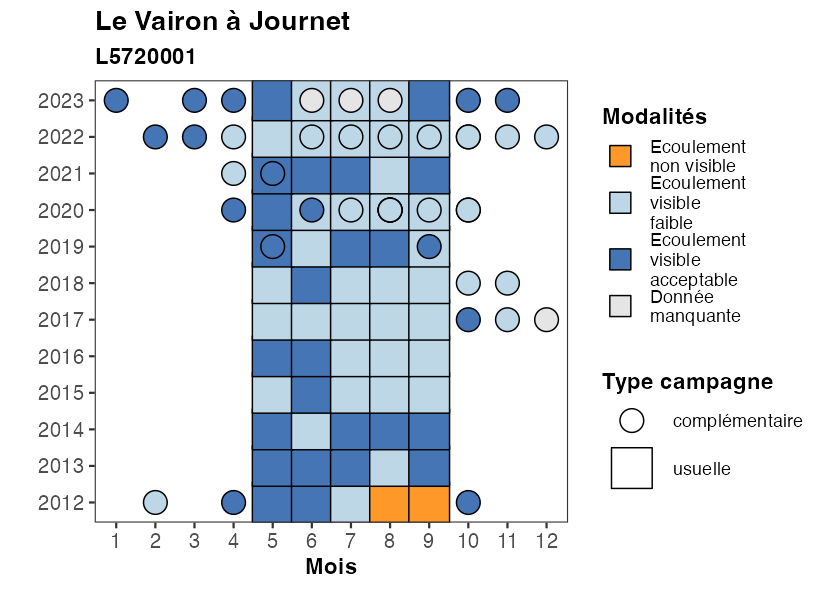 Le Vairon à Journet
L5720001
2023
2022
2021
2020
2019
2018
2017
2016
2015
2014
2013
2012
1 2 3 4 5 6 7 8 9 10 11 12
Mois
Modalités
Ecoulement
non visible
Ecoulement
visible
faible
Ecoulement
visible
acceptable
Donnée
manquante
Type campagne
complémentaire
usuelle